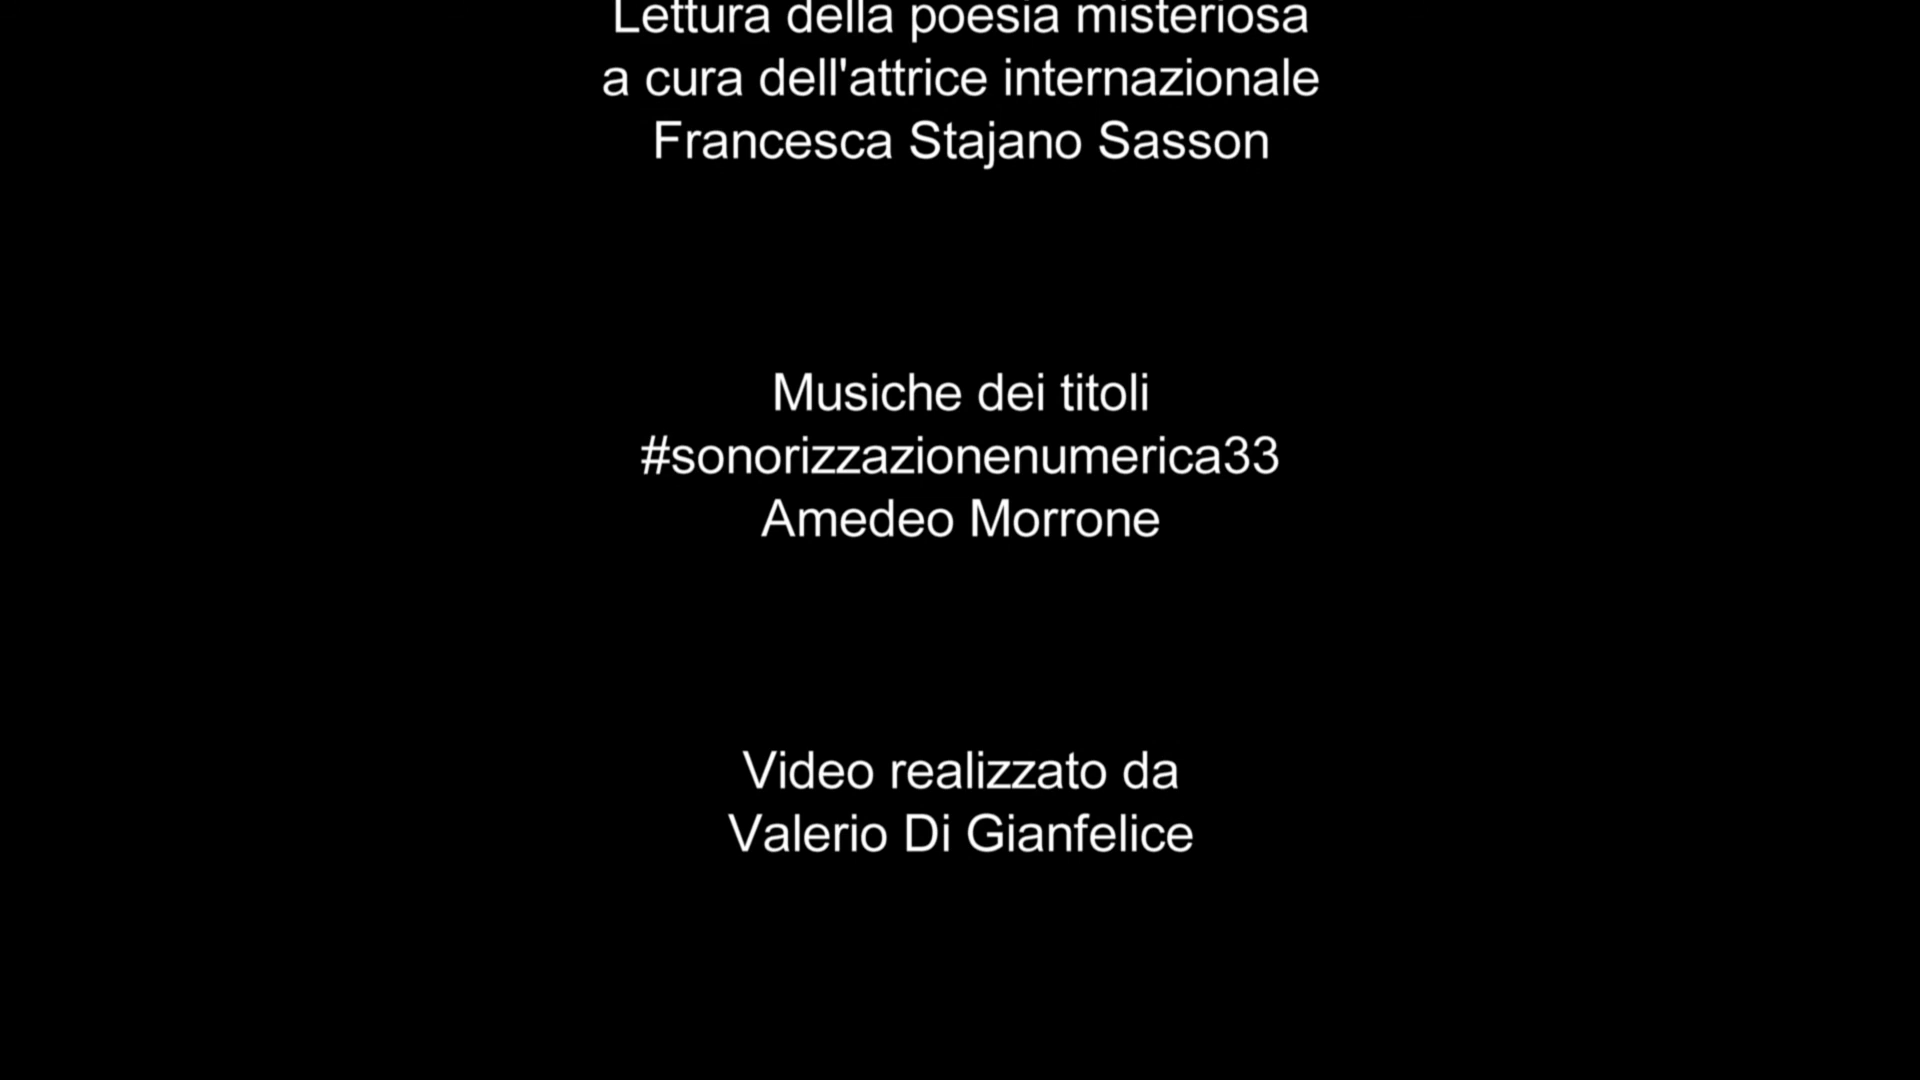 Lettura della poesia misteriosa
a cura dell'attrice internazionale
Francesca Stajano Sasson
Musiche dei titoli
#sonorizzazionenumerica33
Amedeo Morrone
Video realizzato da
Valerio Di Gianfelice